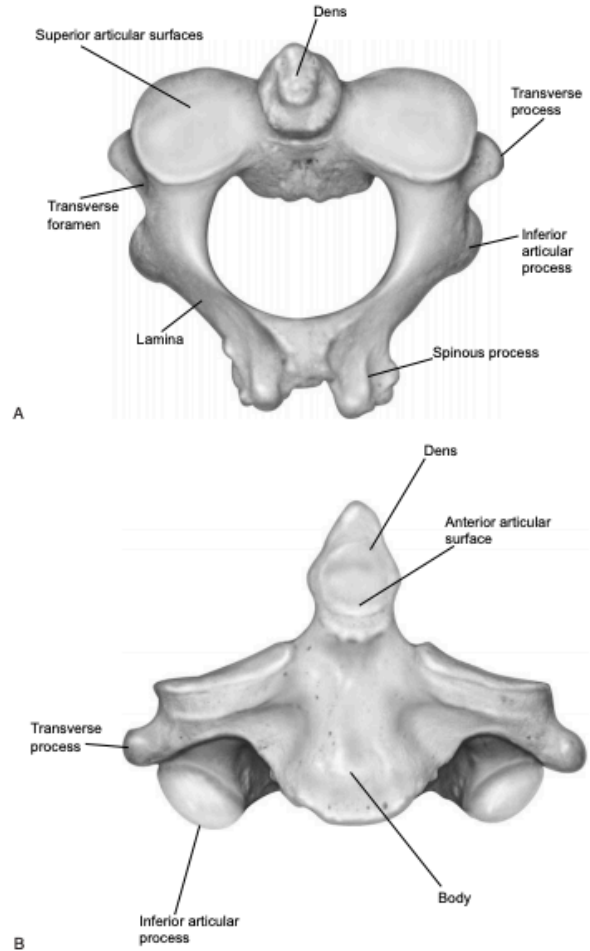 Dens
Superior articular surfaces
Transverse
process
Transverse
foramen
Inferior
articular
process
Lamina
Spinous process
A
Dens
Anterior articular
surface
Transverse
process
Body
Inferior articular
process
B